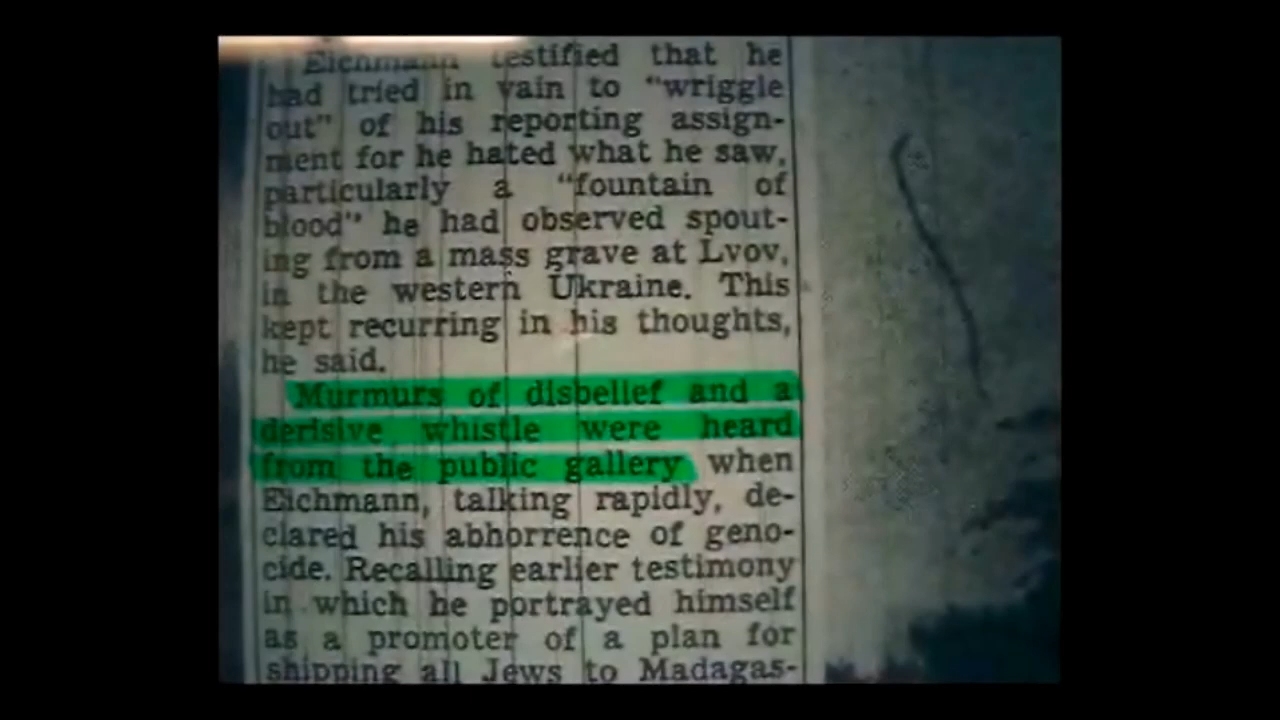 Eichmann testified that he
had tried in vain to "wriggle
out" of his reporting assign-
ment for he hated what he saw,
particularly a "fountain of
blood" he had observed spout-
ing from a mass grave at Lvov,
in the western Ukraine. This
kept recurring in his thoughts,
he said.
Murmurs of disbelief and a
derisive whistle were heard
from the public gallery when
Eichmann, talking rapidly, de-
clared his abhorrence of geno-
cide. Recalling earlier testimony
in which he portrayed himself
as a promoter of a plan for
shipping all Jews to Madagas-